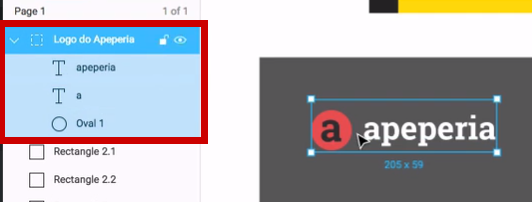 Page 1
1 of 1
Logo do Apeperia
apeperia
a
Oval 1
Rectangle 2.1
Rectangle 2.2
a apeperia
205 x 59